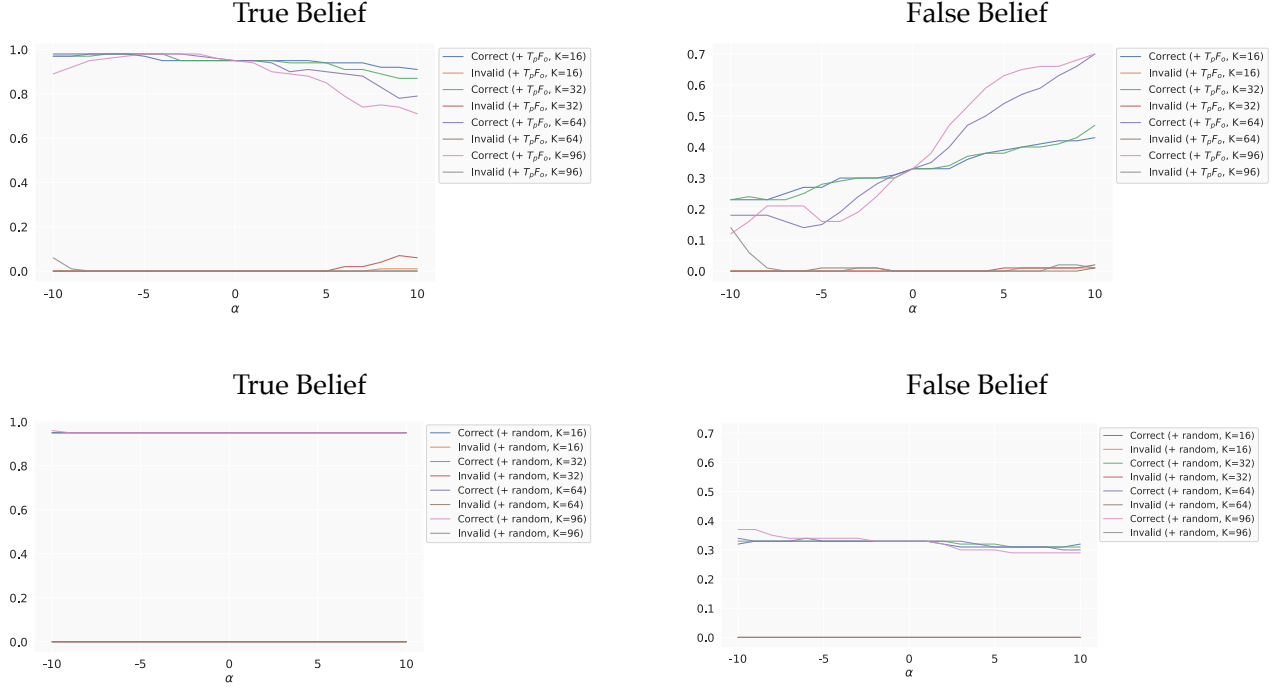 True Belief
1.0
0.8
0.6
0.4
0.2
0.0
-10 -5 0 5 10
α
Correct (+ TpFo, K=16)
Invalid (+ TpFo, K=16)
Correct (+ TpFo, K=32)
Invalid (+ TpFo, K=32)
Correct (+ TpFo, K=64)
Invalid (+ TpFo, K=64)
Correct (+ TpFo, K=96)
Invalid (+ TpFo, K=96)
False Belief
0.7
0.6
0.5
0.4
0.3
0.2
0.1
0.0
-10 -5 0 5 10
α
Correct (+ TpFo, K=16)
Invalid (+ TpFo, K=16)
Correct (+ TpFo, K=32)
Invalid (+ TpFo, K=32)
Correct (+ TpFo, K=64)
Invalid (+ TpFo, K=64)
Correct (+ TpFo, K=96)
Invalid (+ TpFo, K=96)
True Belief
1.0
0.8
0.6
0.4
0.2
0.0
-10 -5 0 5 10
α
Correct (+ random, K=16)
Invalid (+ random, K=16)
Correct (+ random, K=32)
Invalid (+ random, K=32)
Correct (+ random, K=64)
Invalid (+ random, K=64)
Correct (+ random, K=96)
Invalid (+ random, K=96)
False Belief
0.7
0.6
0.5
0.4
0.3
0.2
0.1
0.0
-10 -5 0 5 10
α
Correct (+ random, K=16)
Invalid (+ random, K=16)
Correct (+ random, K=32)
Invalid (+ random, K=32)
Correct (+ random, K=64)
Invalid (+ random, K=64)
Correct (+ random, K=96)
Invalid (+ random, K=96)